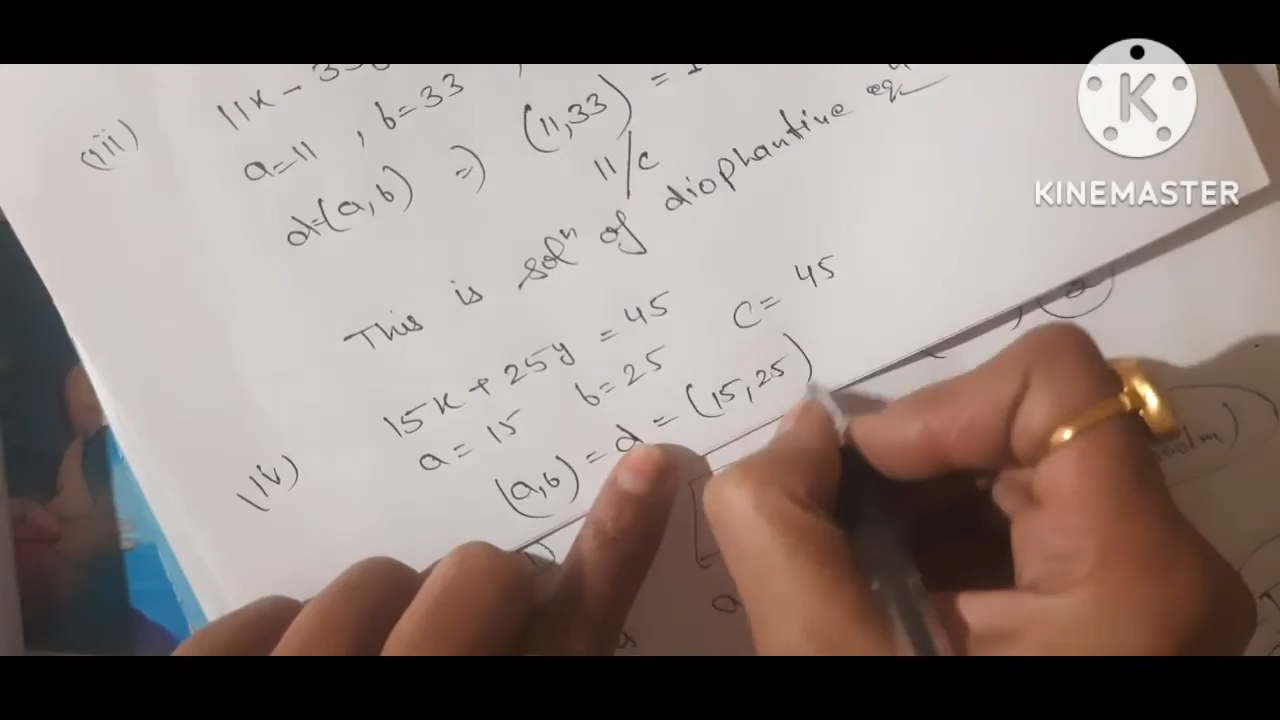 (iii) 11x -
a=11 , b=33
d=(a,b) => (11,33) =
11/c
This is solⁿ of diophantine eq
(iv) 15x + 25y = 45
a = 15 b=25 C= 45
(a,b) = d = (15,25)
KINEMASTER